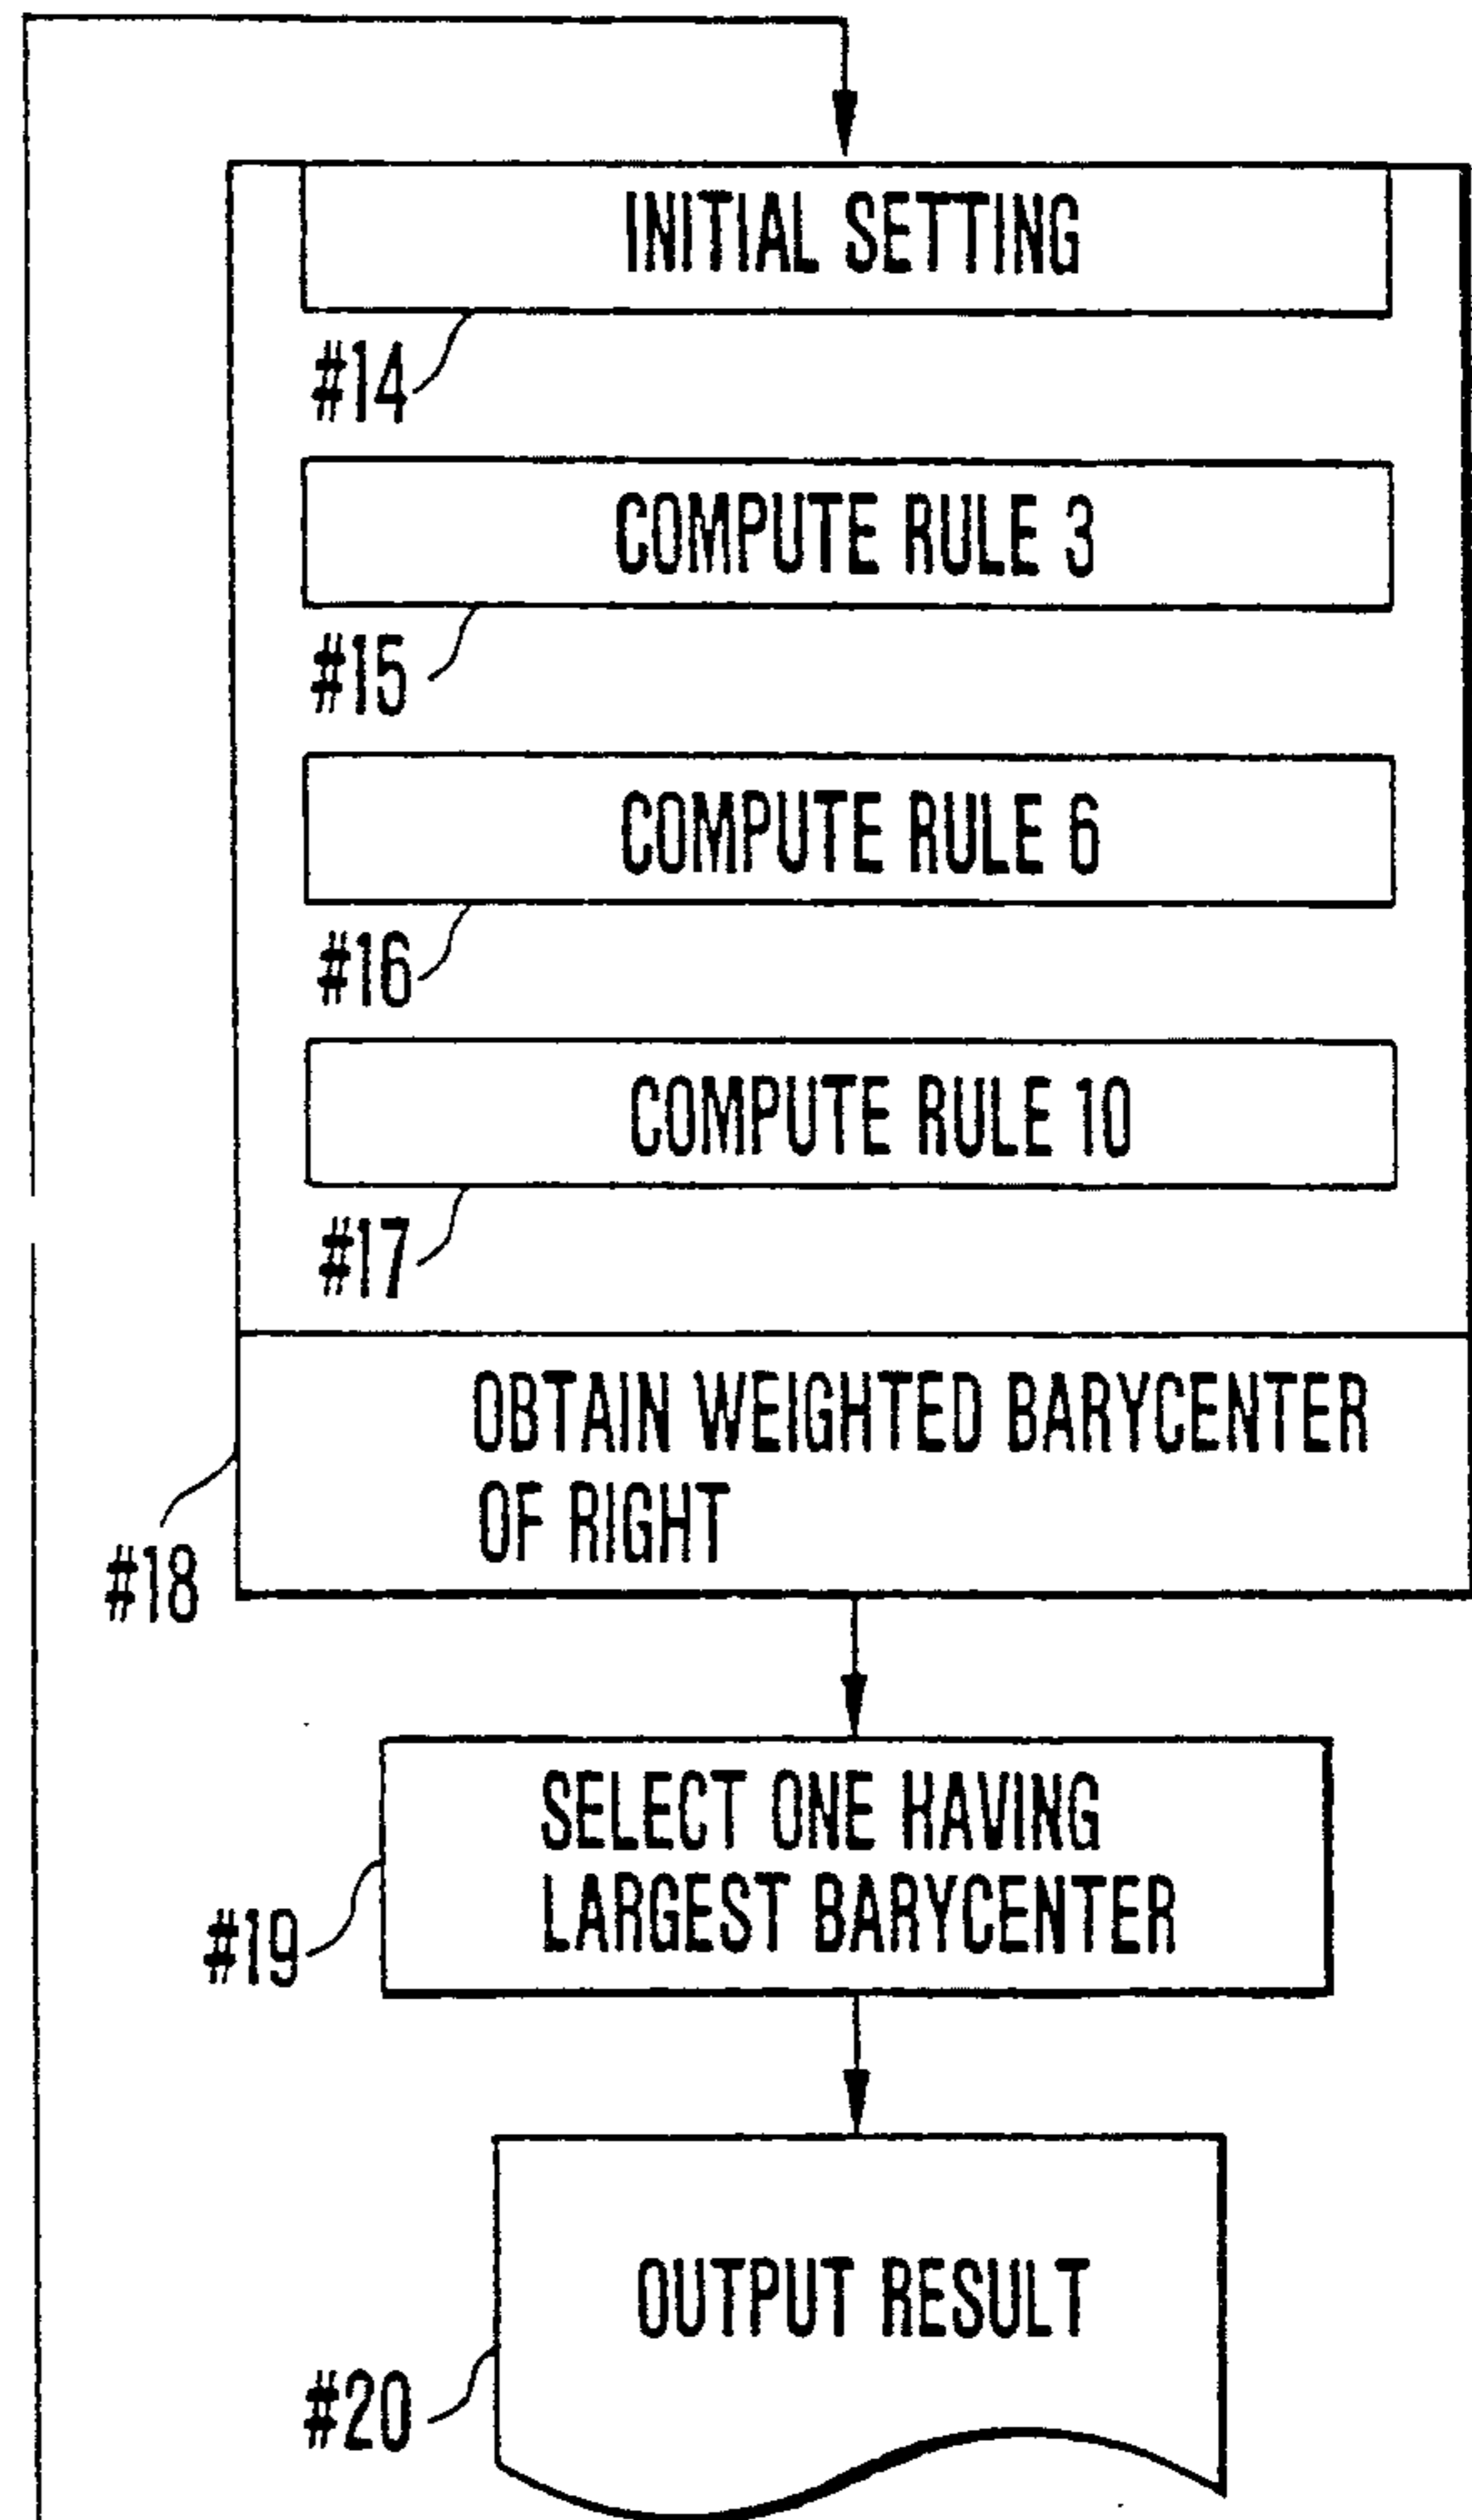 INITIAL SETTING
#14
COMPUTE RULE 3
#15
COMPUTE RULE 6
#16
COMPUTE RULE 10
#17
OBTAIN WEIGHTED BARYCENTER
OF RIGHT
#18
SELECT ONE HAVING
LARGEST BARYCENTER
#19
OUTPUT RESULT
#20